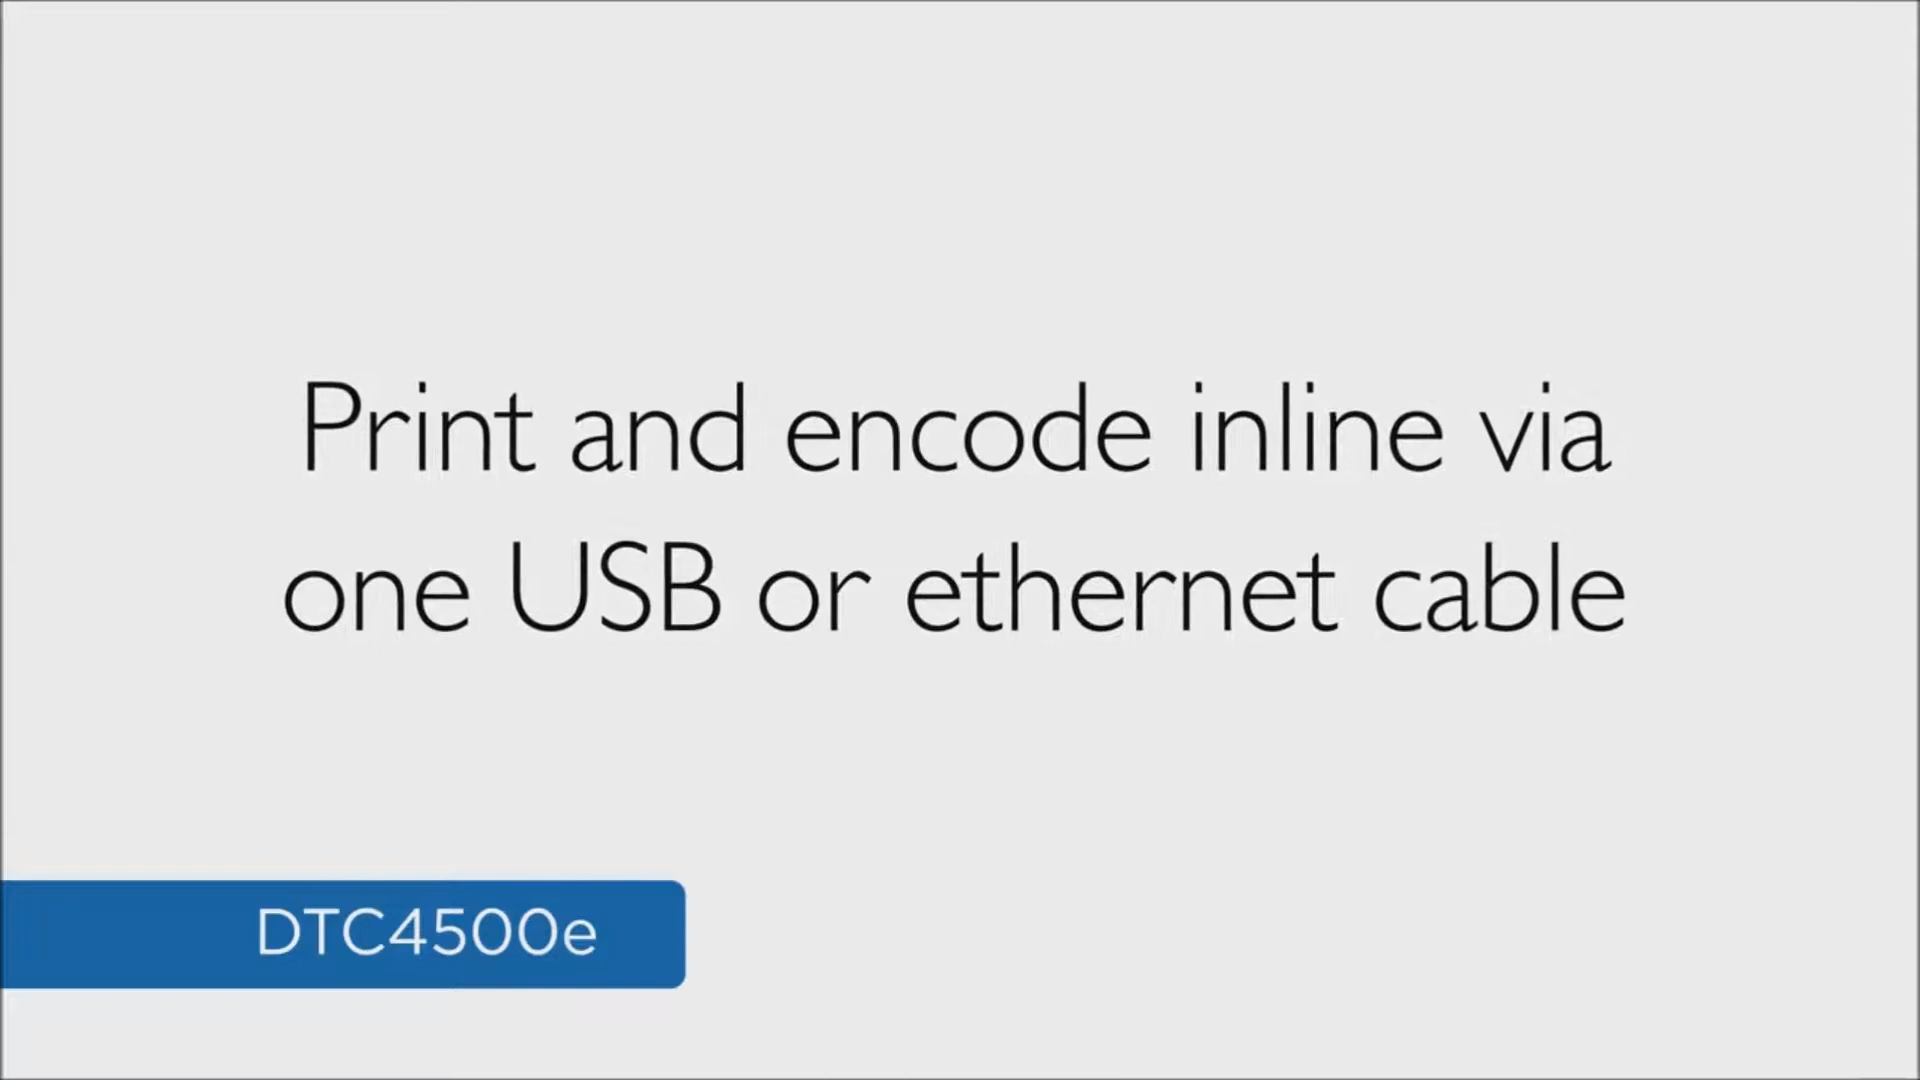 Print and encode inline via
one USB or ethernet cable
DTC4500e